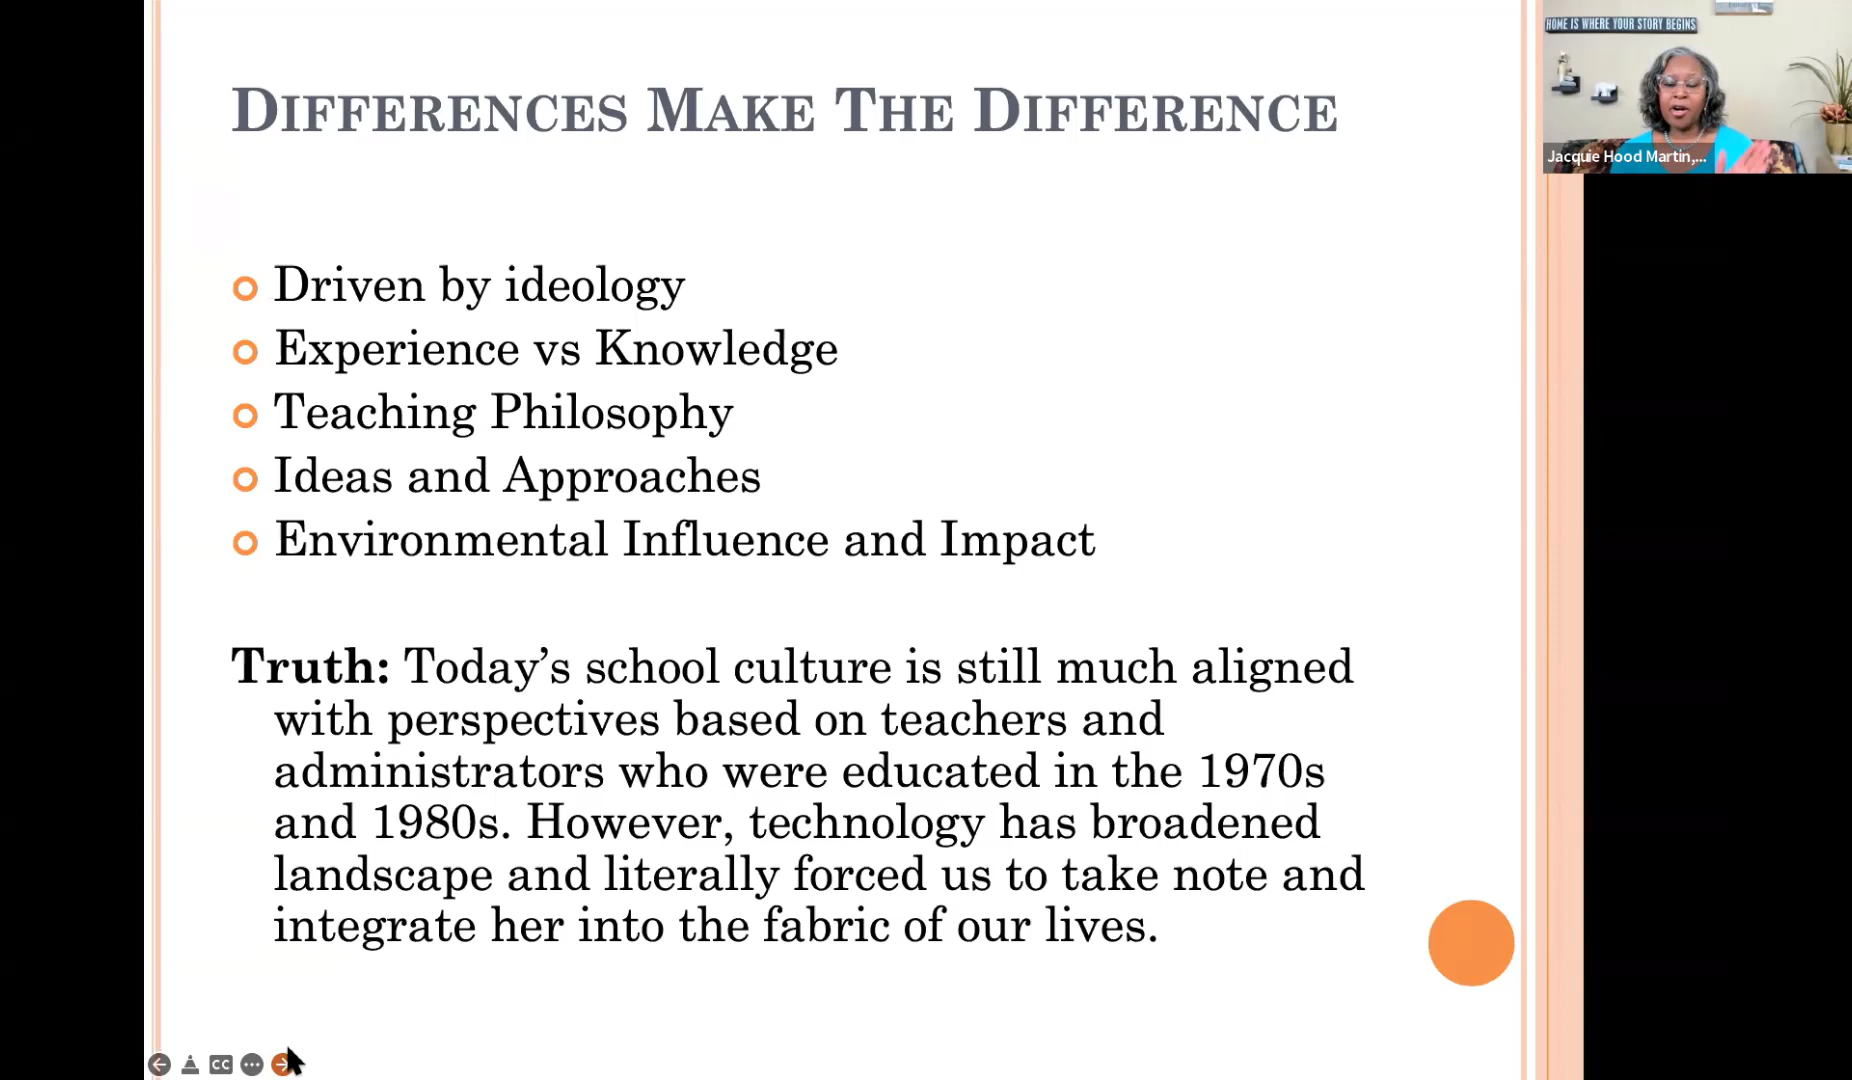 DIFFERENCES MAKE THE DIFFERENCE
HOME IS WHERE YOUR STORY BEGINS
Jacquie Hood Martin,...
Driven by ideology
Experience vs Knowledge
Teaching Philosophy
Ideas and Approaches
Environmental Influence and Impact
Truth: Today’s school culture is still much aligned
with perspectives based on teachers and
administrators who were educated in the 1970s
and 1980s. However, technology has broadened
landscape and literally forced us to take note and
integrate her into the fabric of our lives.
CC